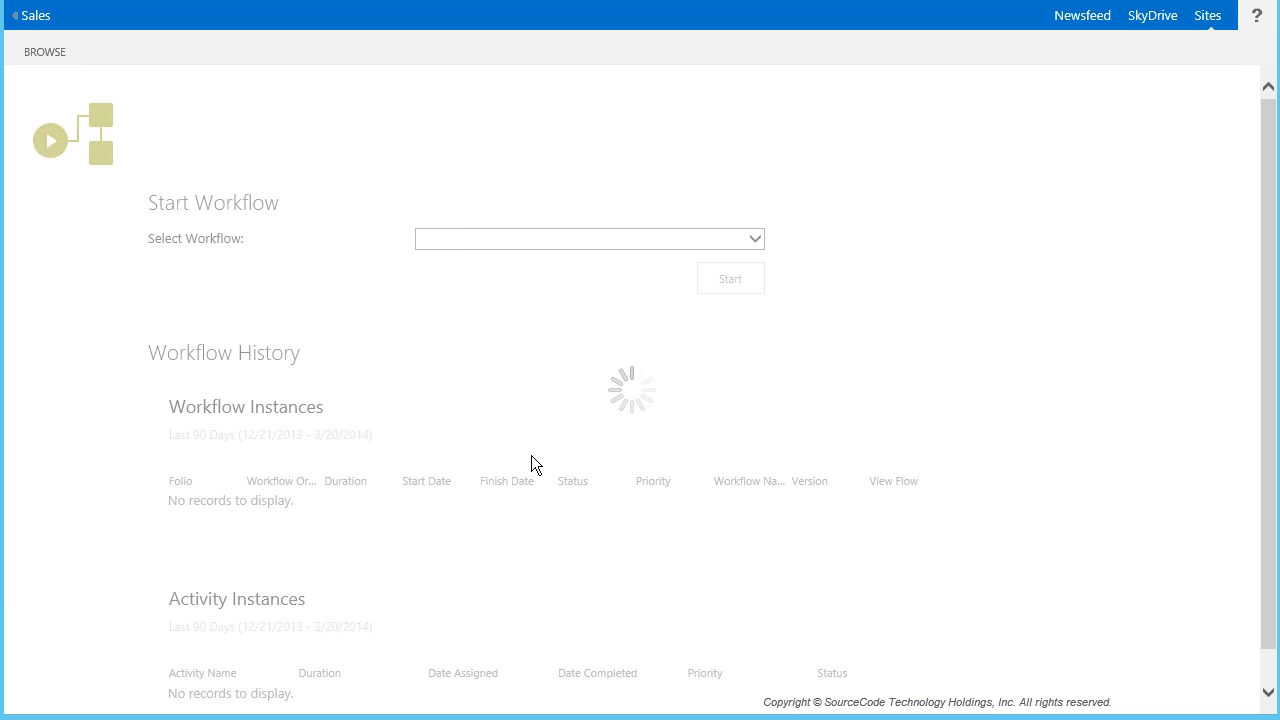 Sales Newsfeed SkyDrive Sites ?
BROWSE
Start Workflow
Select Workflow:
Start
Workflow History
Workflow Instances
Last 90 Days (12/21/2013 - 3/20/2014)
Folio Workflow Or... Duration Start Date Finish Date Status Priority Workflow Na... Version View Flow
No records to display.
Activity Instances
Last 90 Days (12/21/2013 - 3/20/2014)
Activity Name Duration Date Assigned Date Completed Priority Status
No records to display.
Copyright © SourceCode Technology Holdings, Inc. All rights reserved.